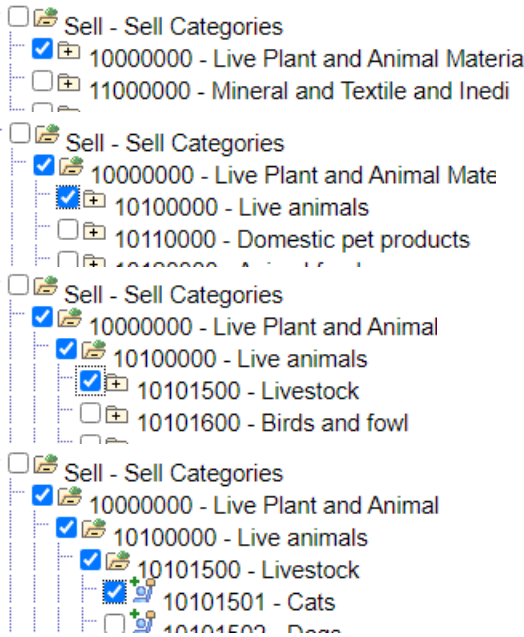 Sell - Sell Categories
10000000 - Live Plant and Animal Materia
11000000 - Mineral and Textile and Inedi
Sell - Sell Categories
10000000 - Live Plant and Animal Mate
10100000 - Live animals
10110000 - Domestic pet products
Sell - Sell Categories
10000000 - Live Plant and Animal
10100000 - Live animals
10101500 - Livestock
10101600 - Birds and fowl
Sell - Sell Categories
10000000 - Live Plant and Animal
10100000 - Live animals
10101500 - Livestock
10101501 - Cats
10101502 - Dogs